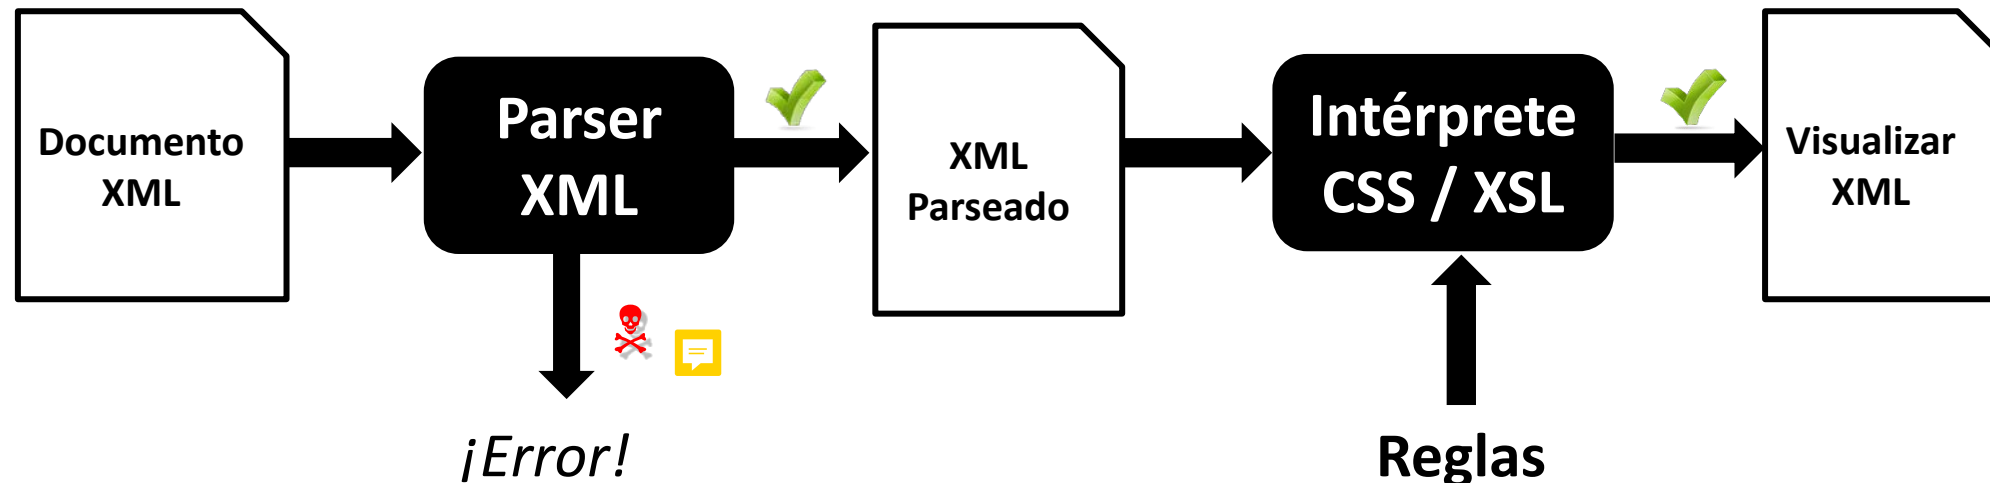 Documento
XML
Parser
XML
XML
Parseado
Intérprete
CSS / XSL
Visualizar
XML
¡Error!
Reglas